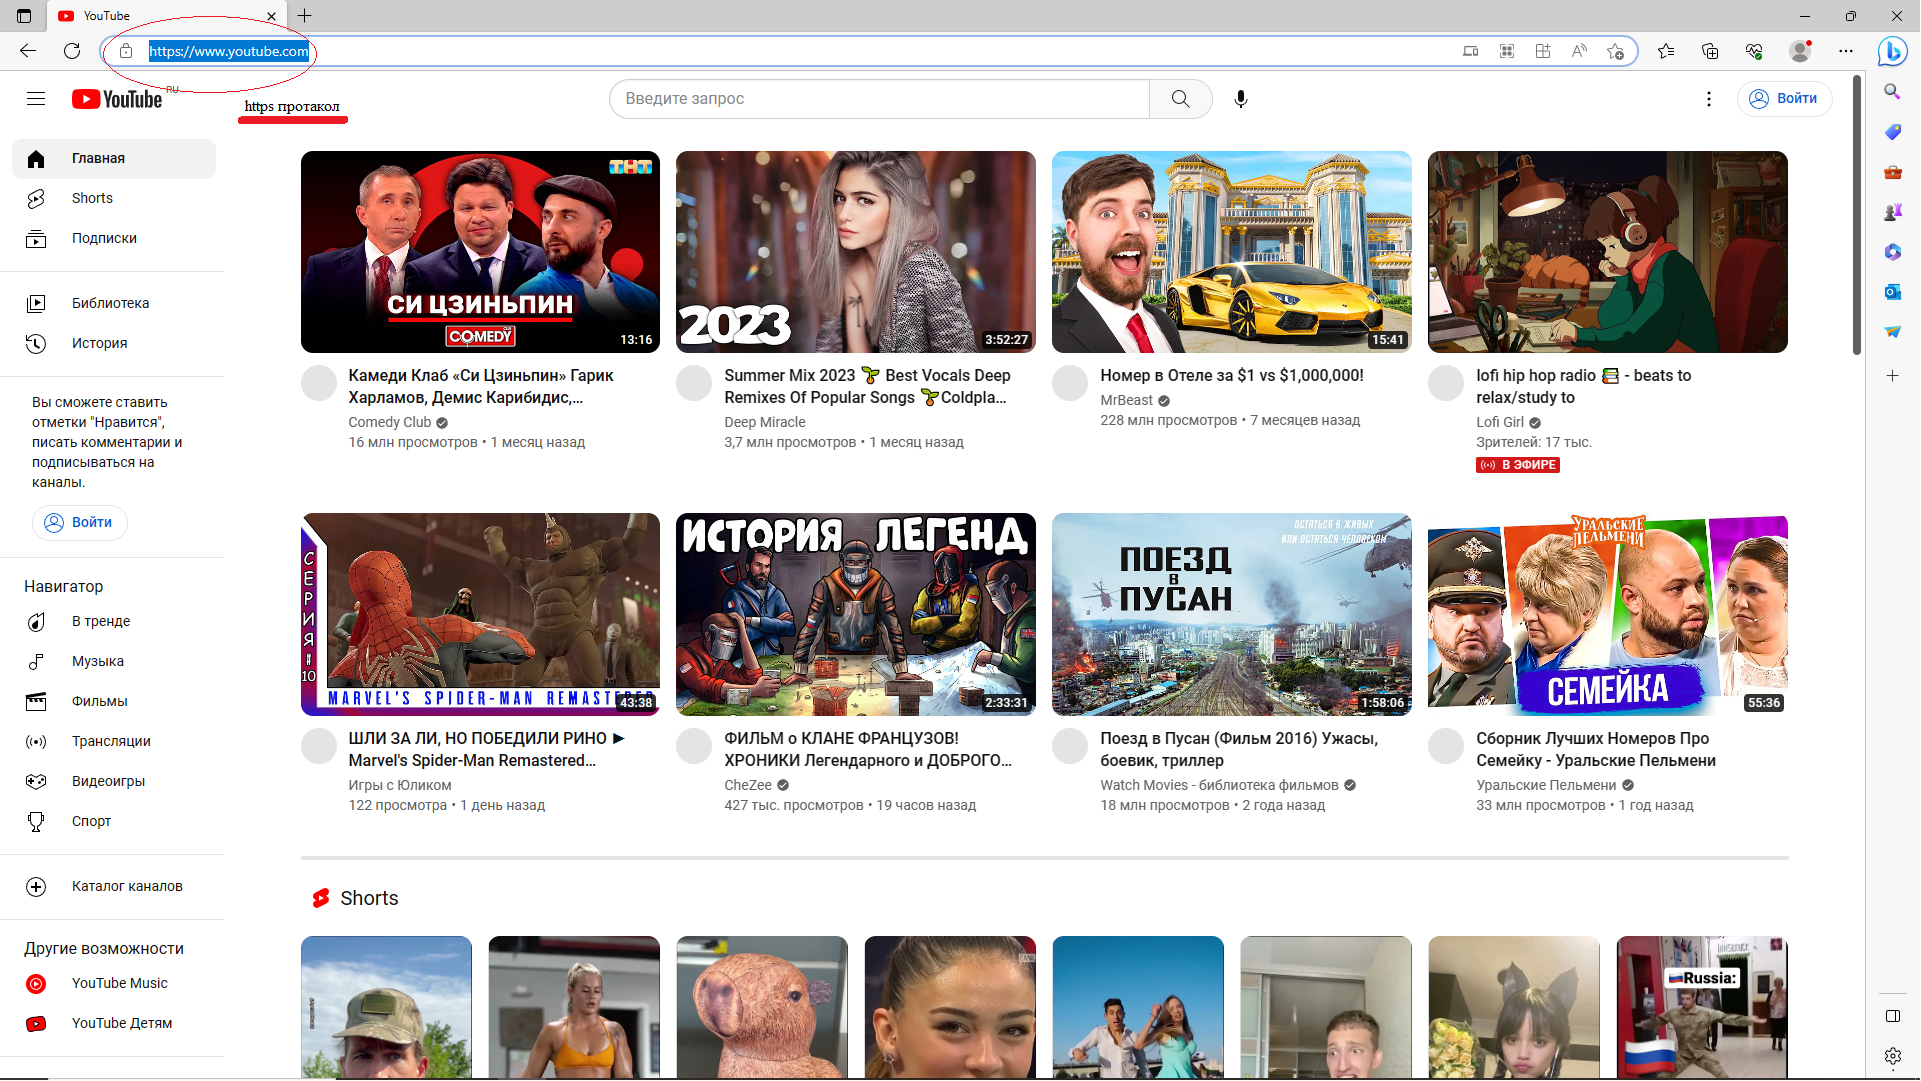 YouTube
https://www.youtube.com
YouTube RU
https протакол
Введите запрос
Войти
Главная
Shorts
Подписки
Библиотека
История
Вы сможете ставить
отметки "Нравится",
писать комментарии и
подписываться на
каналы.
Войти
Навигатор
В тренде
Музыка
Фильмы
Трансляции
Видеоигры
Спорт
Каталог каналов
Другие возможности
YouTube Music
YouTube Детям
ТНТ
СИ ЦЗИНЬПИН
COMEDY
13:16
Камеди Клаб «Си Цзиньпин» Гарик
Харламов, Демис Карибидис,...
Comedy Club
16 млн просмотров • 1 месяц назад
2023
3:52:27
Summer Mix 2023 🌱 Best Vocals Deep
Remixes Of Popular Songs 🌱Coldpla...
Deep Miracle
3,7 млн просмотров • 1 месяц назад
15:41
Номер в Отеле за $1 vs $1,000,000!
MrBeast
228 млн просмотров • 7 месяцев назад
lofi hip hop radio 📚 - beats to
relax/study to
Lofi Girl
Зрителей: 17 тыс.
В ЭФИРЕ
СЕРИЯ#10
MARVEL'S SPIDER-MAN REMASTERED
43:38
ШЛИ ЗА ЛИ, НО ПОБЕДИЛИ РИНО ►
Marvel's Spider-Man Remastered...
Игры с Юликом
122 просмотра • 1 день назад
ИСТОРИЯ ЛЕГЕНД
2:33:31
ФИЛЬМ о КЛАНЕ ФРАНЦУЗОВ!
ХРОНИКИ Легендарного и ДОБРОГО...
CheZee
427 тыс. просмотров • 19 часов назад
ОСТАТЬСЯ В ЖИВЫХ
ИЛИ ОСТАТЬСЯ ЧЕЛОВЕКОМ
ПОЕЗД
В
ПУСАН
1:58:06
Поезд в Пусан (Фильм 2016) Ужасы,
боевик, триллер
Watch Movies - библиотека фильмов
18 млн просмотров • 2 года назад
УРАЛЬСКИЕ
ПЕЛЬМЕНИ
СЕМЕЙКА
55:36
Сборник Лучших Номеров Про
Семейку - Уральские Пельмени
Уральские Пельмени
33 млн просмотров • 1 год назад
Shorts
INNSBRUCK
🇷🇺Russia: